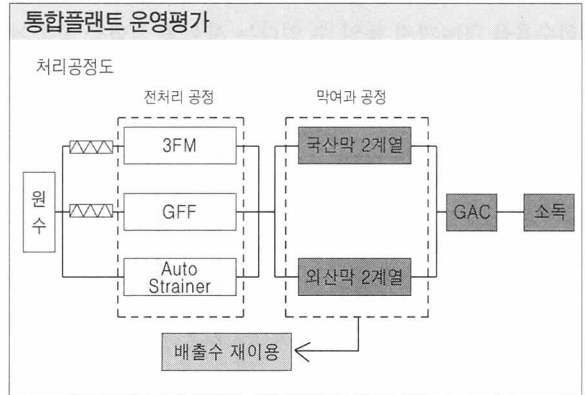 통합플랜트 운영평가
처리공정도
전처리 공정
막여과 공정
원수
3FM
GFF
Auto
Strainer
국산막 2계열
외산막 2계열
GAC
소독
배출수 재이용